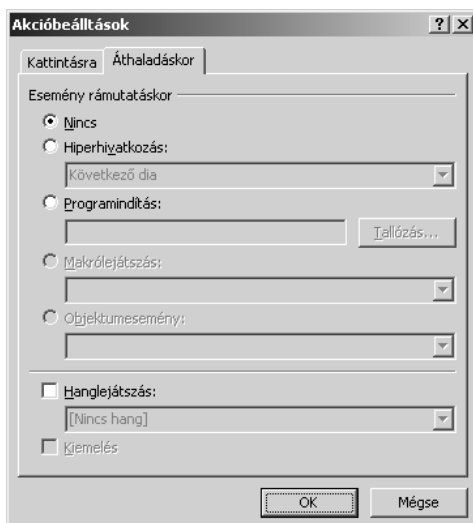 Akcióbeállítások
Kattintásra Áthaladáskor
Esemény rámutatáskor
Nincs
Hiperhivatkozás:
Következő dia
Programindítás:
Tallózás...
Makrólejátszás:
Objektumesemény:
Hanglejátszás:
[Nincs hang]
Kiemelés
OK Mégse